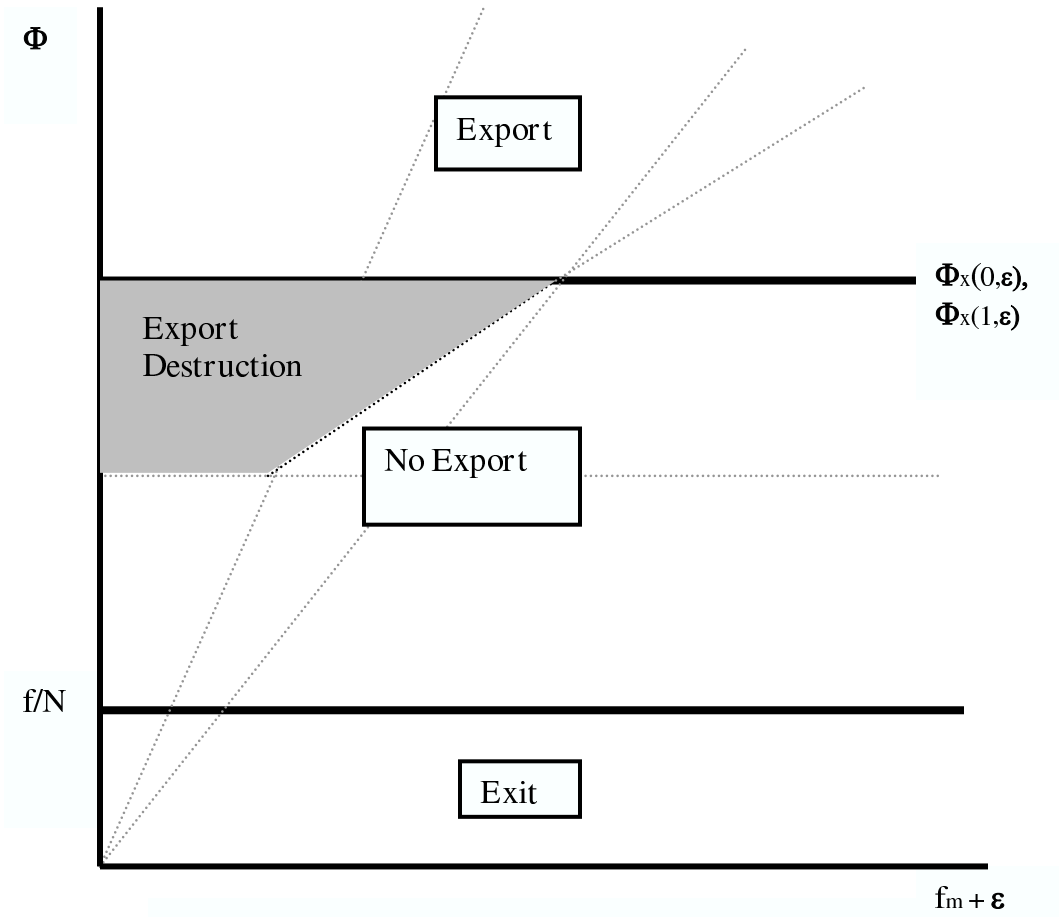 Φ
Export
Φx(0,ε),
Φx(1,ε)
Export
Destruction
No Export
f/N
Exit
fm + ε